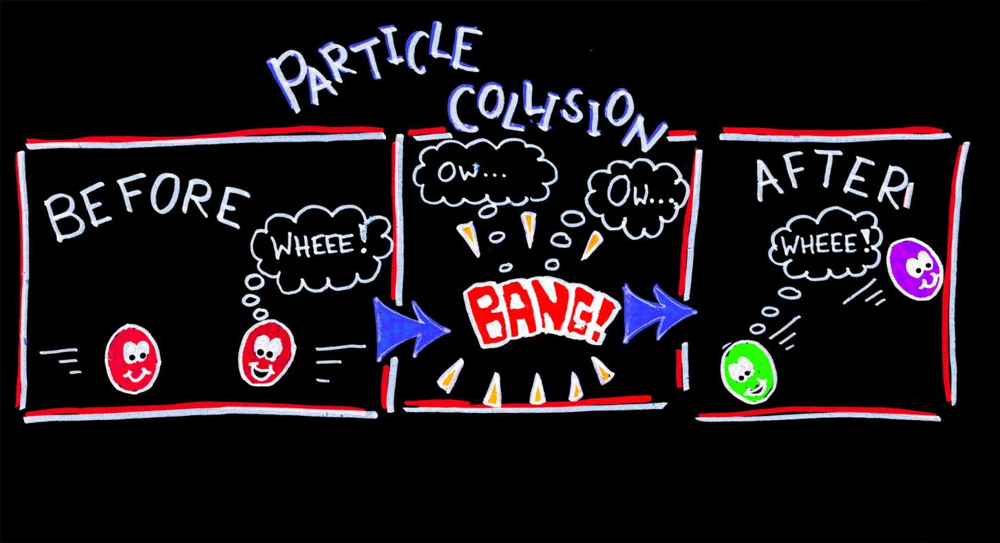 PARTICLE
COLLISION
BEFORE
WHEEE!
OW...
OW...
BANG!
AFTER
WHEEE!